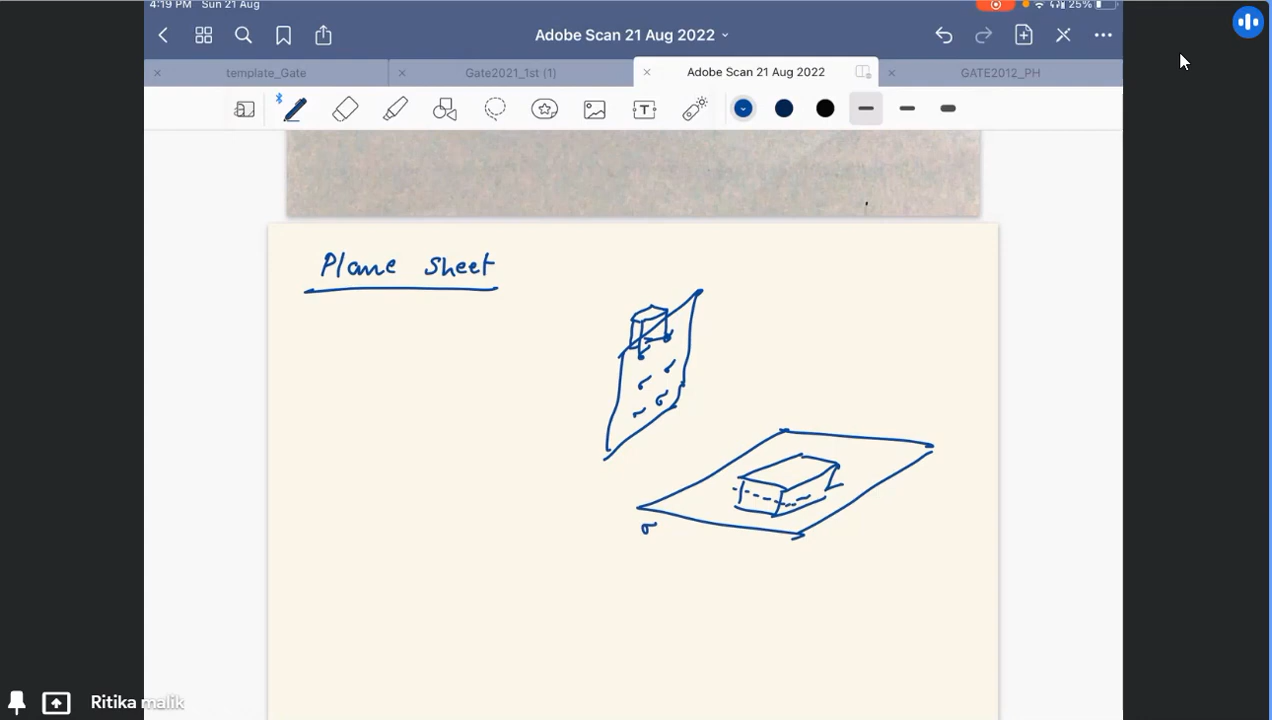 4:19 PM Sun 21 Aug
25%
Adobe Scan 21 Aug 2022
template_Gate
Gate2021_1st (1)
Adobe Scan 21 Aug 2022
GATE2012_PH
T
Plane Sheet
σ
Ritika malik